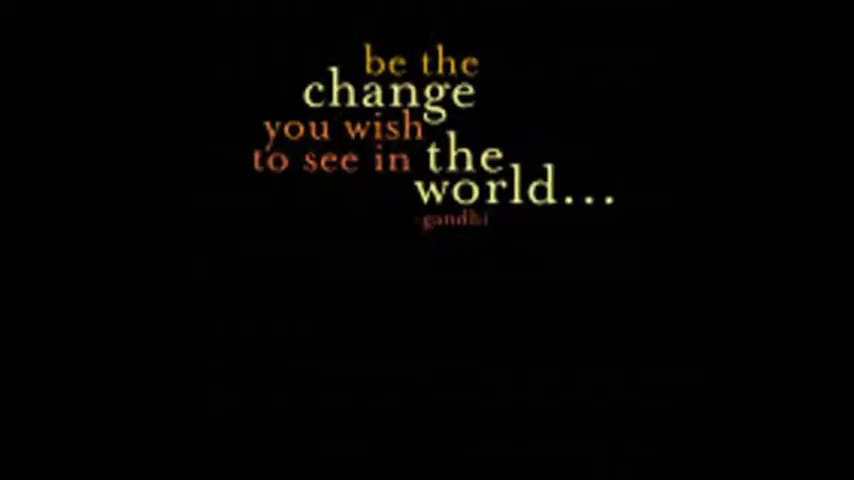 be the
change
you wish
to see in the
world...
-gandhi